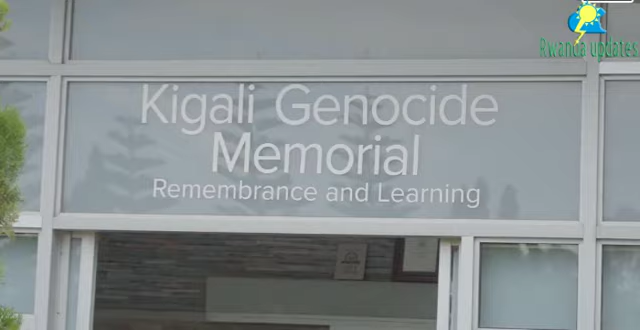 Rwanda updates
Kigali Genocide
Memorial
Remembrance and Learning